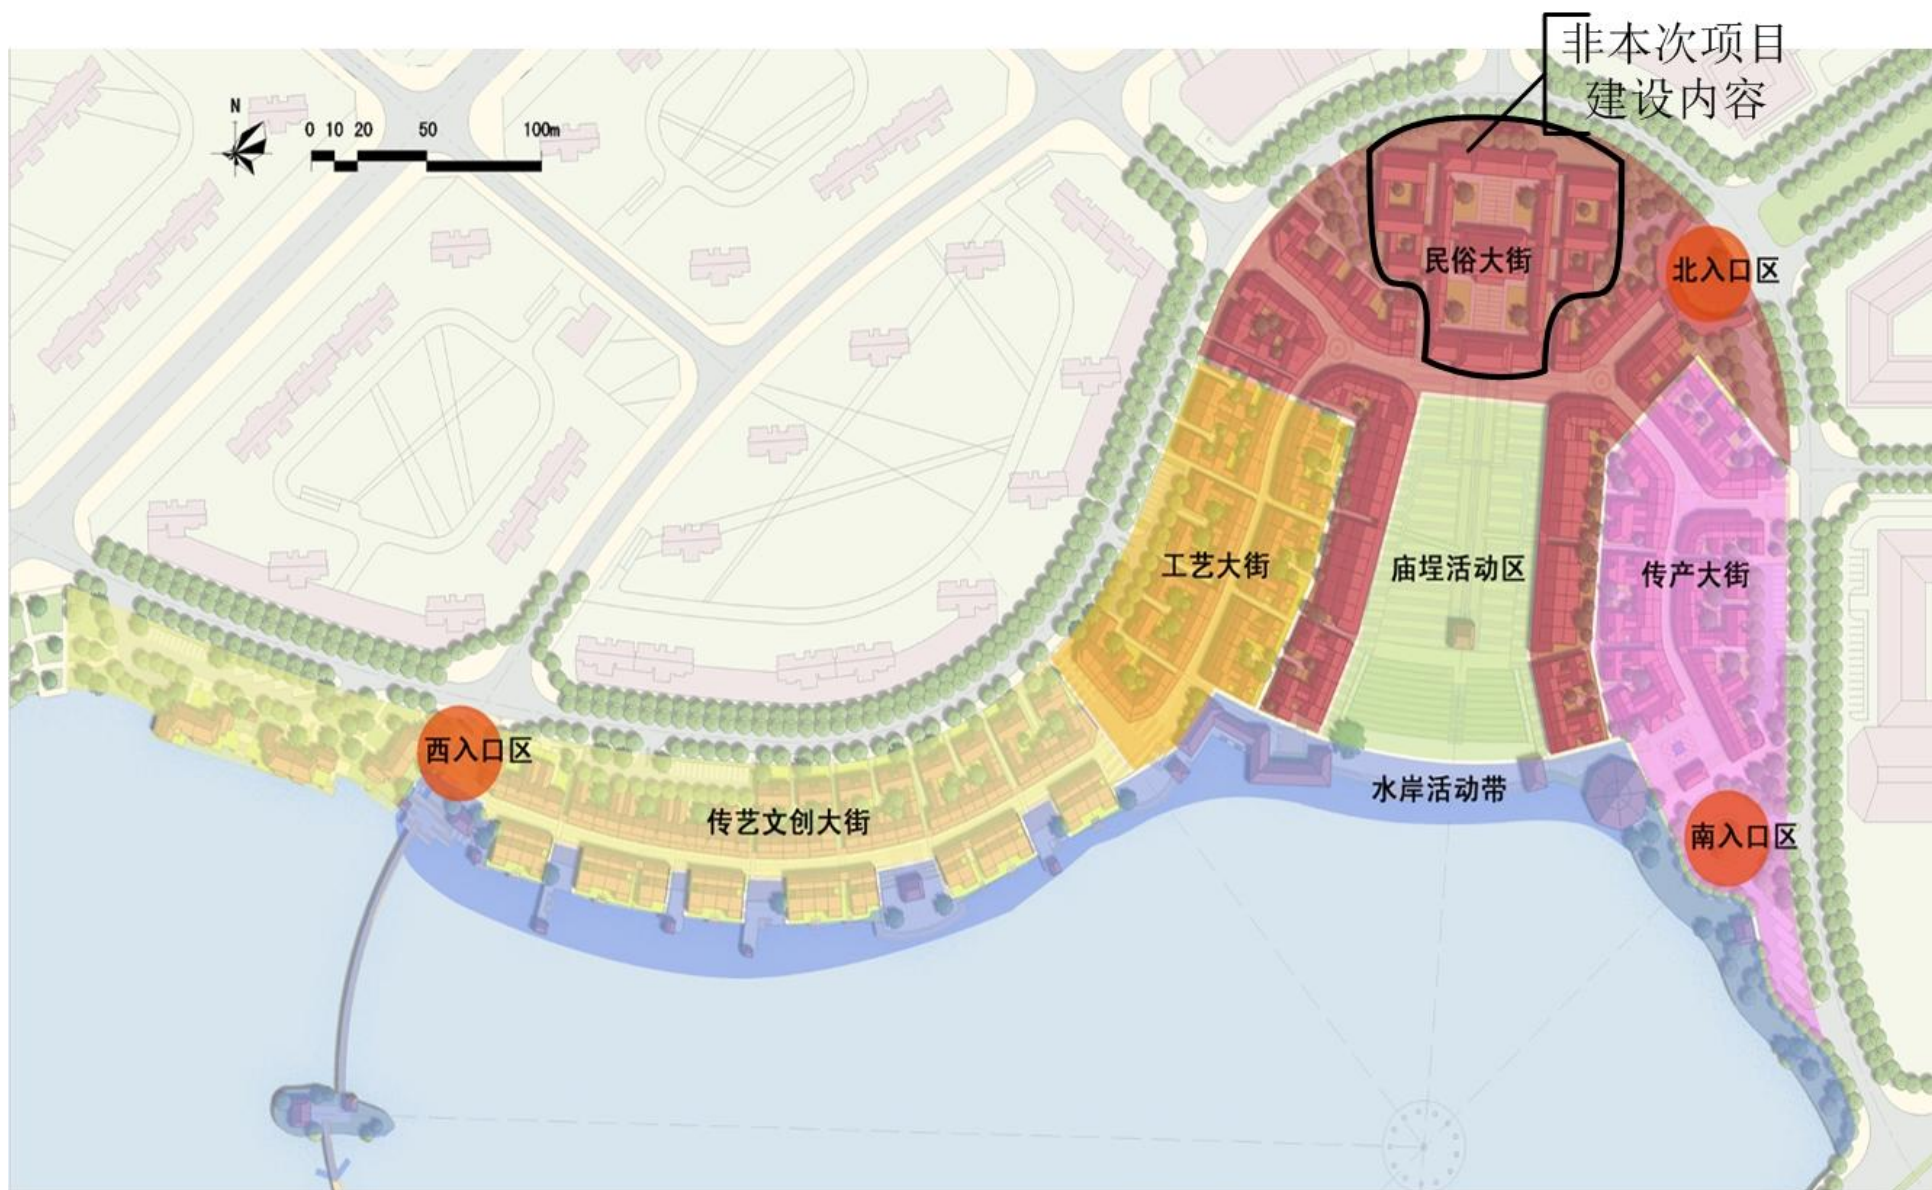 非本次项目
建设内容
N
0 10 20 50 100m
民俗大街
北入口区
工艺大街
庙埕活动区
传产大街
西入口区
水岸活动带
传艺文创大街
南入口区